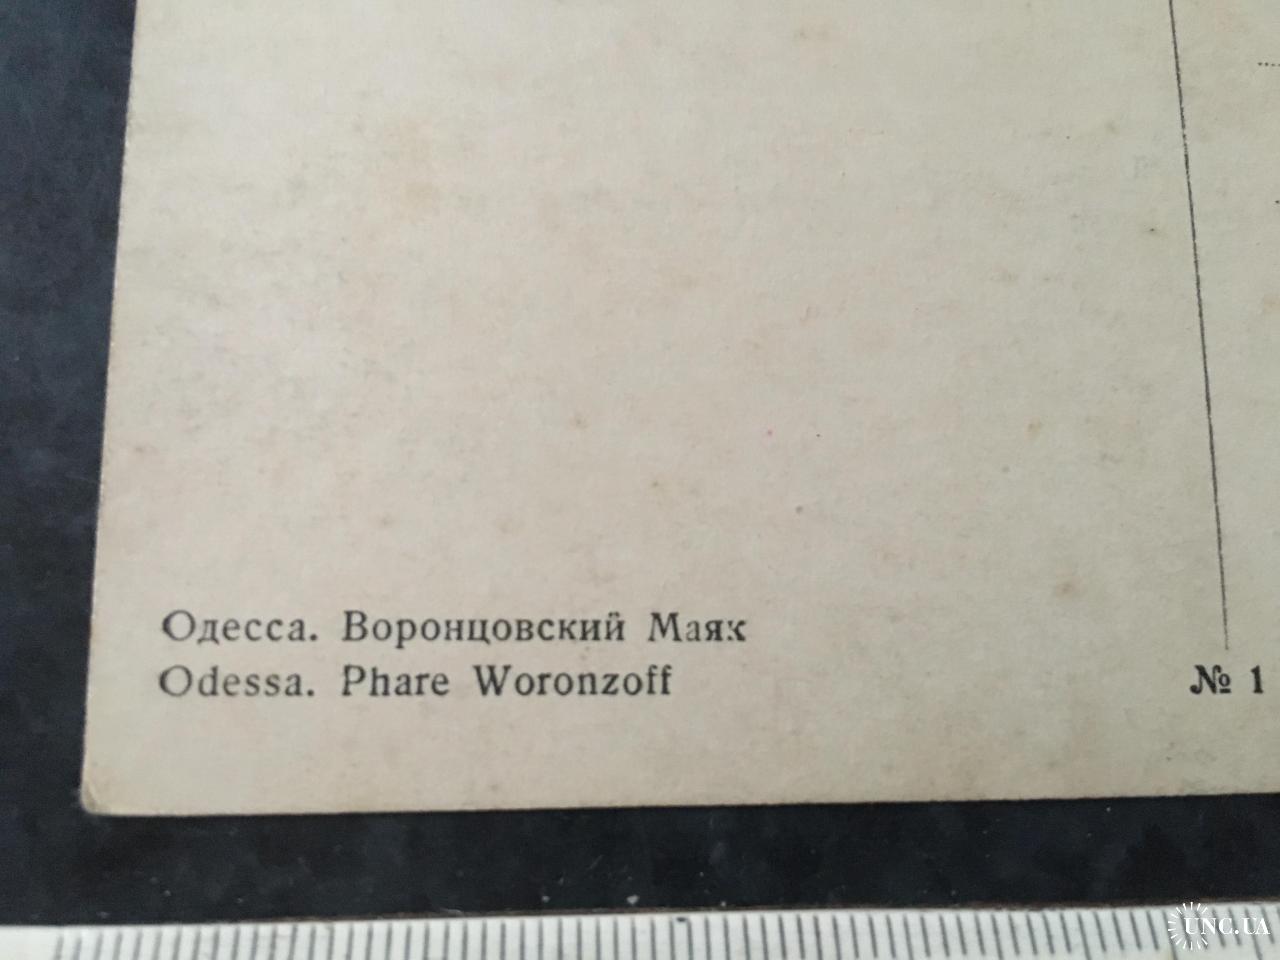 Одесса. Воронцовский Маяк
Odessa. Phare Woronzoff
№ 1
UNC.UA